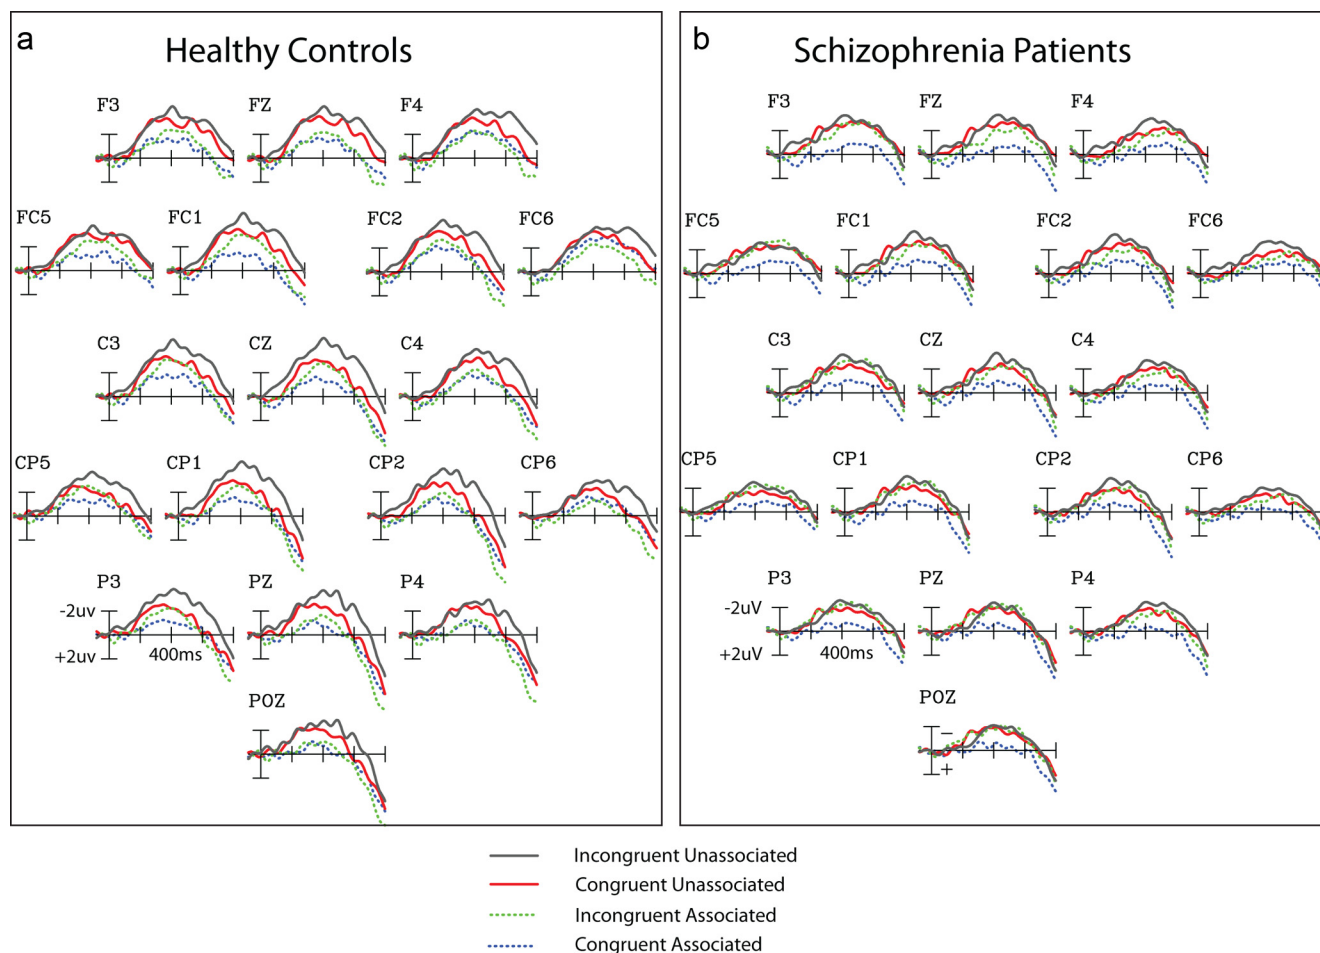 a
Healthy Controls
F3
FZ
F4
FC5
FC1
FC2
FC6
C3
CZ
C4
CP5
CP1
CP2
CP6
P3
PZ
P4
-2uv
+2uv
400ms
POZ
b
Schizophrenia Patients
F3
FZ
F4
FC5
FC1
FC2
FC6
C3
CZ
C4
CP5
CP1
CP2
CP6
P3
PZ
P4
-2uV
+2uV
400ms
POZ
−
+
Incongruent Unassociated
Congruent Unassociated
Incongruent Associated
Congruent Associated